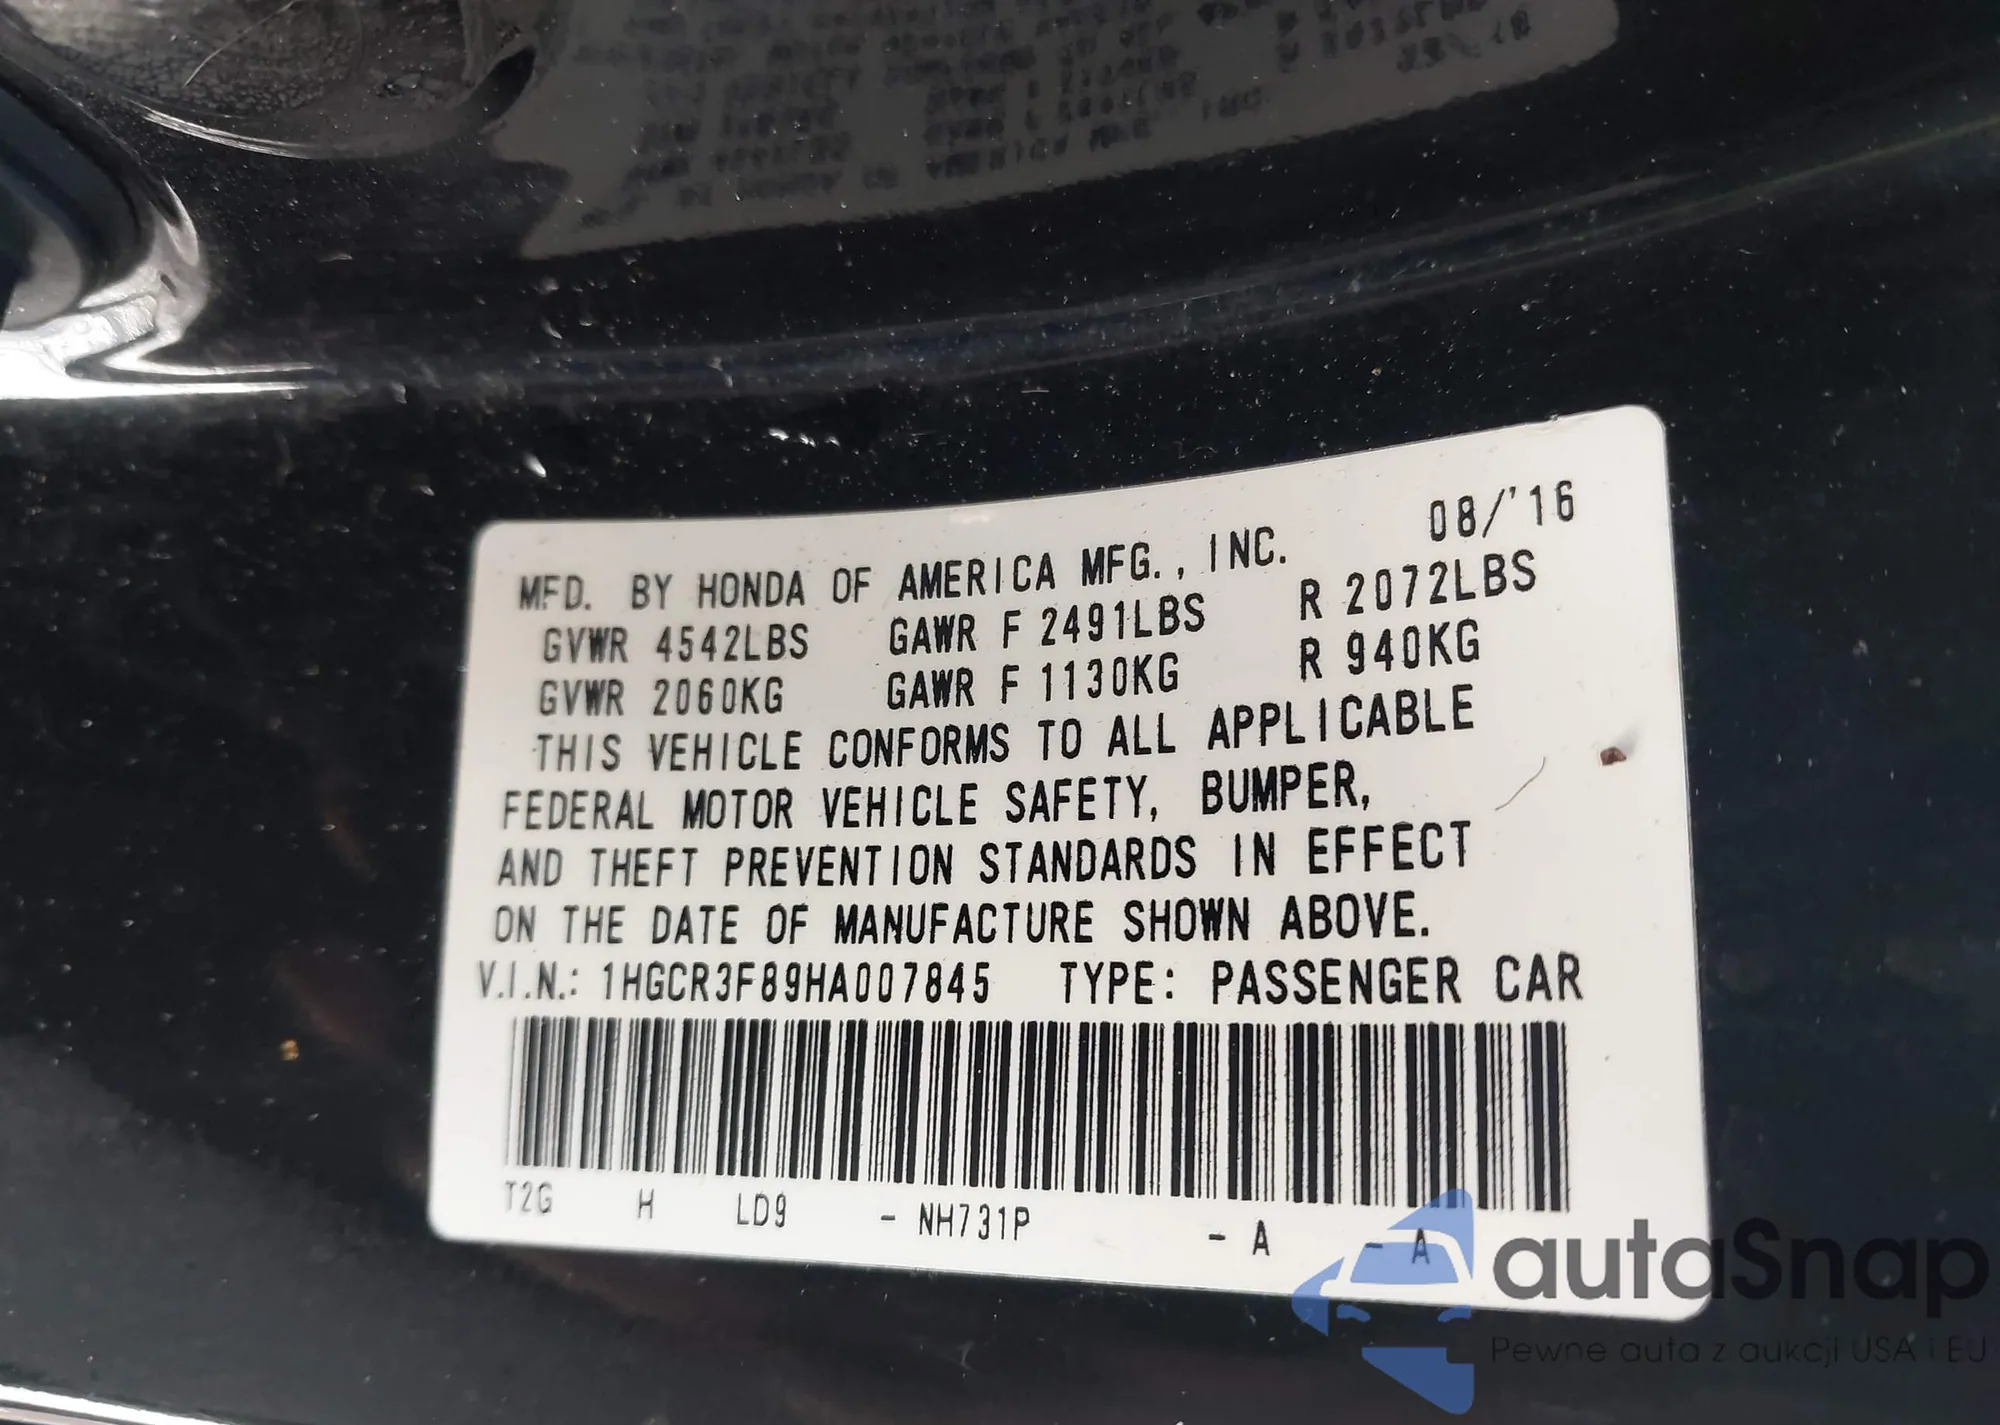 MFD. BY HONDA OF AMERICA MFG., INC. 08/'16
GVWR 4542LBS GAWR F 2491LBS R 2072LBS
GVWR 2060KG GAWR F 1130KG R 940KG
THIS VEHICLE CONFORMS TO ALL APPLICABLE
FEDERAL MOTOR VEHICLE SAFETY, BUMPER,
AND THEFT PREVENTION STANDARDS IN EFFECT
ON THE DATE OF MANUFACTURE SHOWN ABOVE.
V.I.N.: 1HGCR3F89HA007845 TYPE: PASSENGER CAR
T2G H LD9 - NH731P - A - A
autaSnap
Pewne auta z aukcji USA i EU